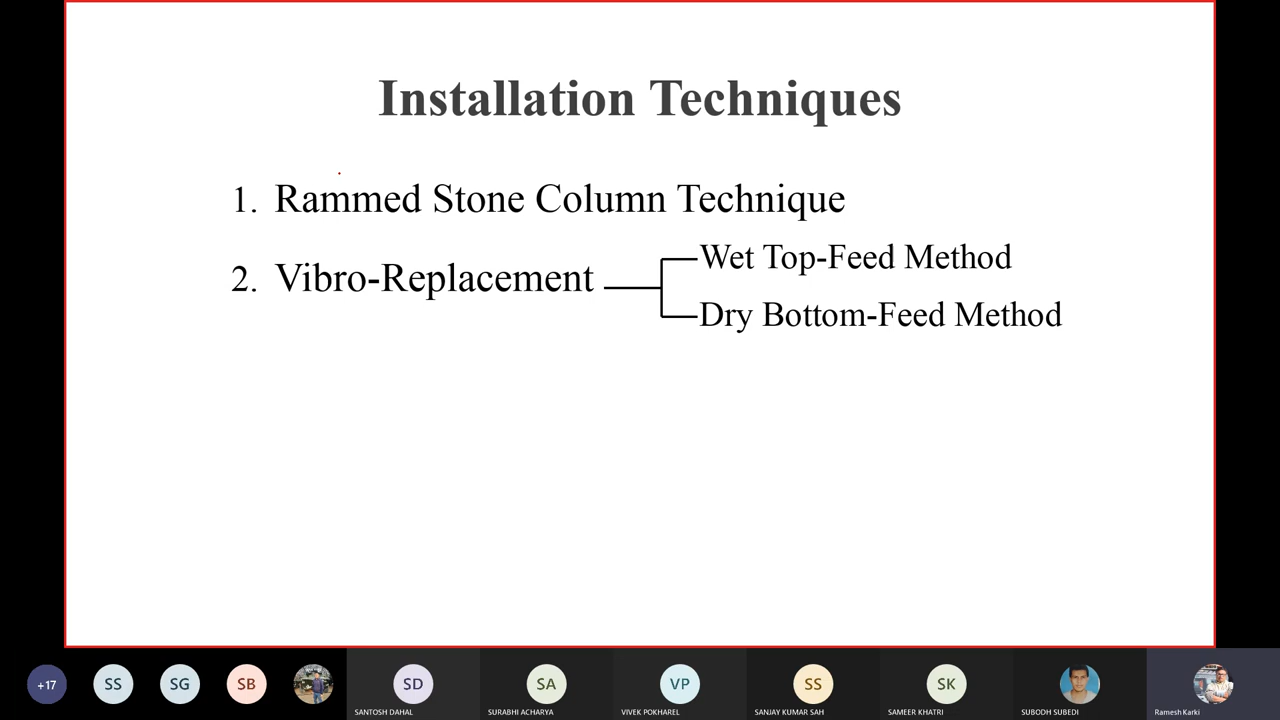 Installation Techniques
1. Rammed Stone Column Technique
2. Vibro-Replacement
Wet Top-Feed Method
Dry Bottom-Feed Method
+17
SS
SG
SB
SD
SANTOSH DAHAL
SA
SURABHI ACHARYA
VP
VIVEK POKHAREL
SS
SANJAY KUMAR SAH
SK
SAMEER KHATRI
SUBODH SUBEDI
Ramesh Karki